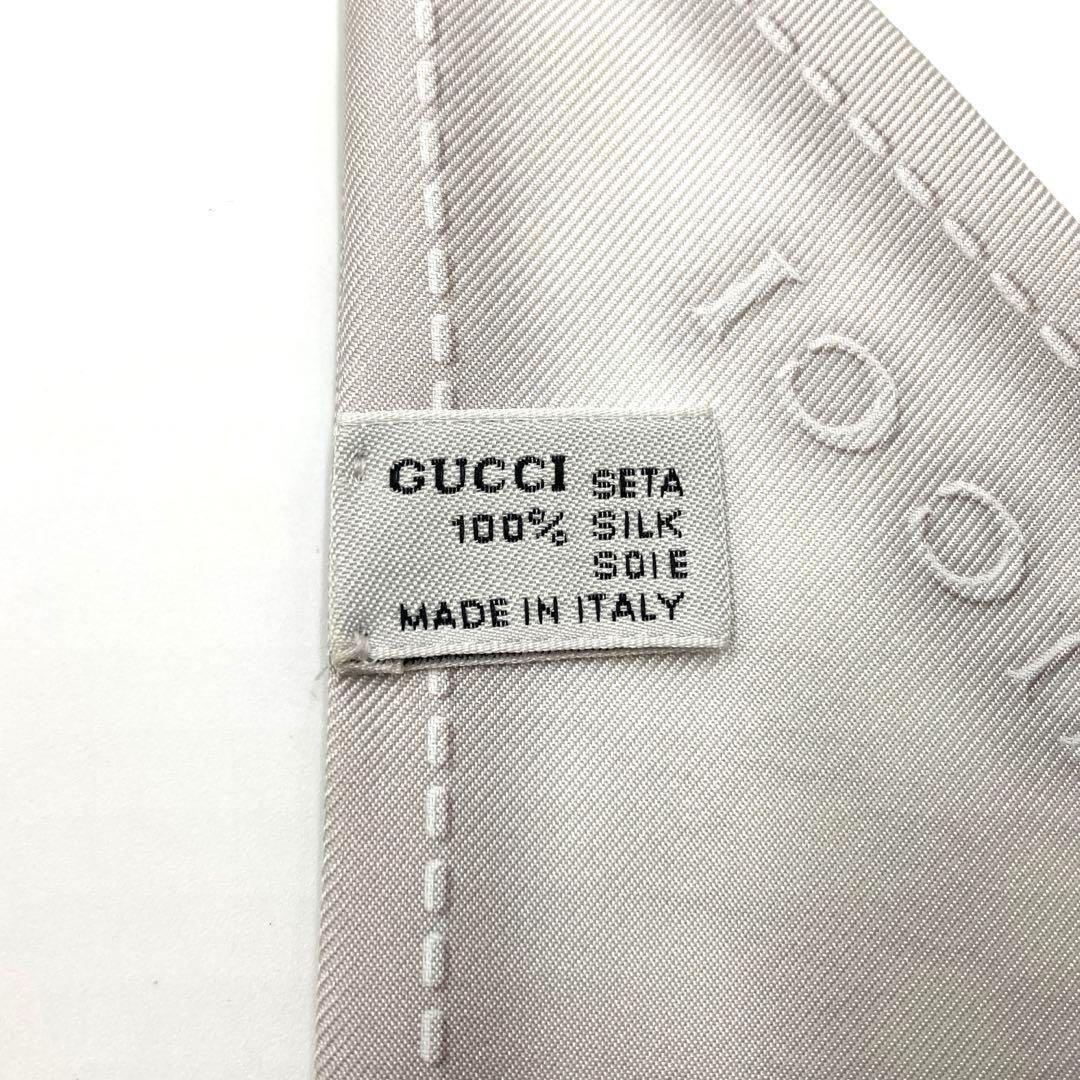 GUCCI SETA
100% SILK
SOIE
MADE IN ITALY